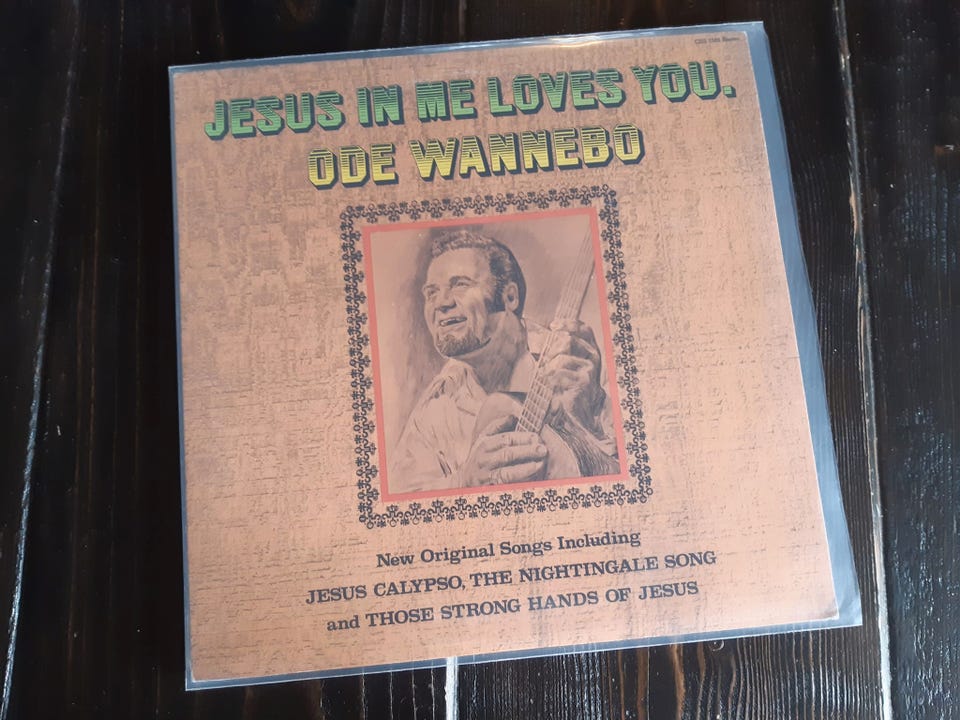 JESUS IN ME LOVES YOU.
ODE WANNEBO
New Original Songs Including
JESUS CALYPSO, THE NIGHTINGALE SONG
and THOSE STRONG HANDS OF JESUS